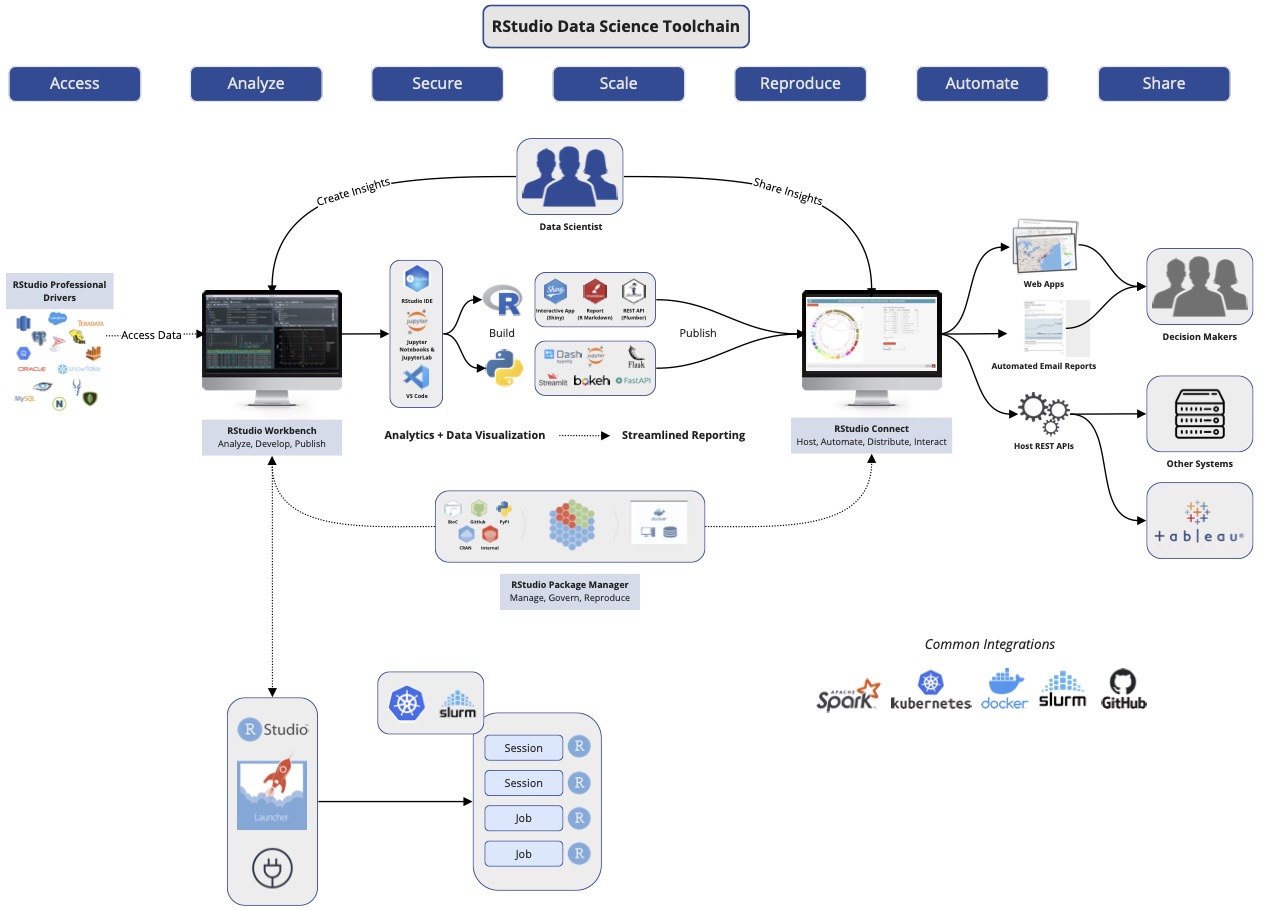 RStudio Data Science Toolchain
Access
Analyze
Secure
Scale
Reproduce
Automate
Share
Create Insights
Share Insights
Data Scientist
RStudio Professional
Drivers
TERADATA
ORACLE
snowflake
MySQL
Access Data
RStudio Workbench
Analyze, Develop, Publish
RStudio IDE
jupyter
Jupyter
Notebooks &
JupyterLab
VS Code
R
Build
Shiny
Interactive App
(Shiny)
Report
(R Markdown)
REST API
(Plumber)
Dash
jupyter
Flask
Streamlit
bokeh
FastAPI
Publish
Analytics + Data Visualization
Streamlined Reporting
RStudio Connect
Host, Automate, Distribute, Interact
Web Apps
Automated Email Reports
Host REST APIs
Decision Makers
Other Systems
+ableau
BioC
GitHub
PyPI
CRAN
Internal
docker
RStudio Package Manager
Manage, Govern, Reproduce
Common Integrations
APACHE
Spark
kubernetes
docker
slurm
GitHub
R Studio
Launcher
slurm
Session R
Session R
Job R
Job R